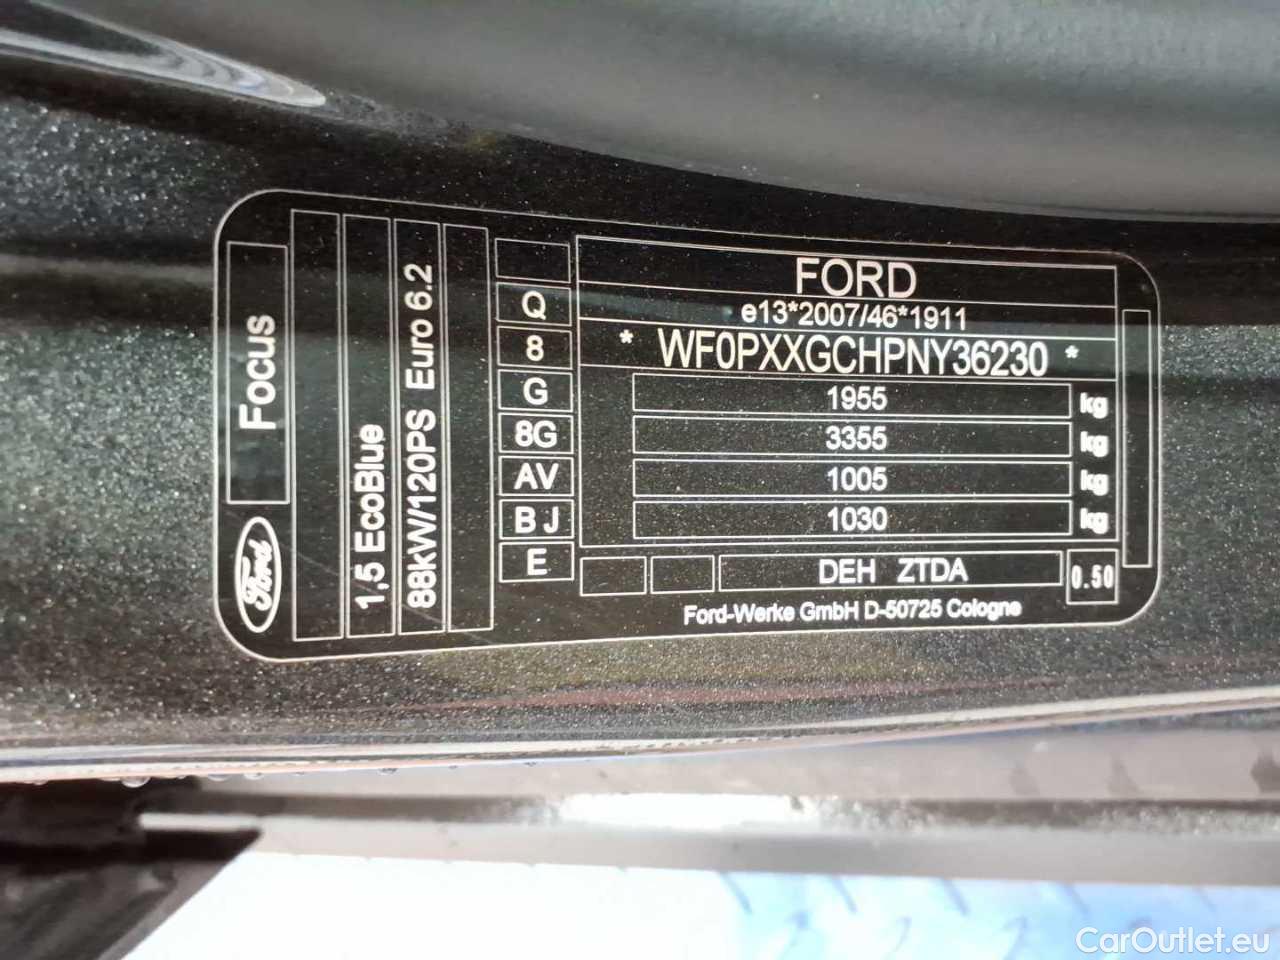 FORD
e13*2007/46*1911
* WF0PXXGCHPNY36230 *
1955 kg
3355 kg
1005 kg
1030 kg
DEH ZTDA
0.50
Ford-Werke GmbH D-50725 Cologne
Q
8
G
8G
AV
B J
E
Focus
Ford
1,5 EcoBlue
88kW/120PS Euro 6.2
CarOutlet.eu